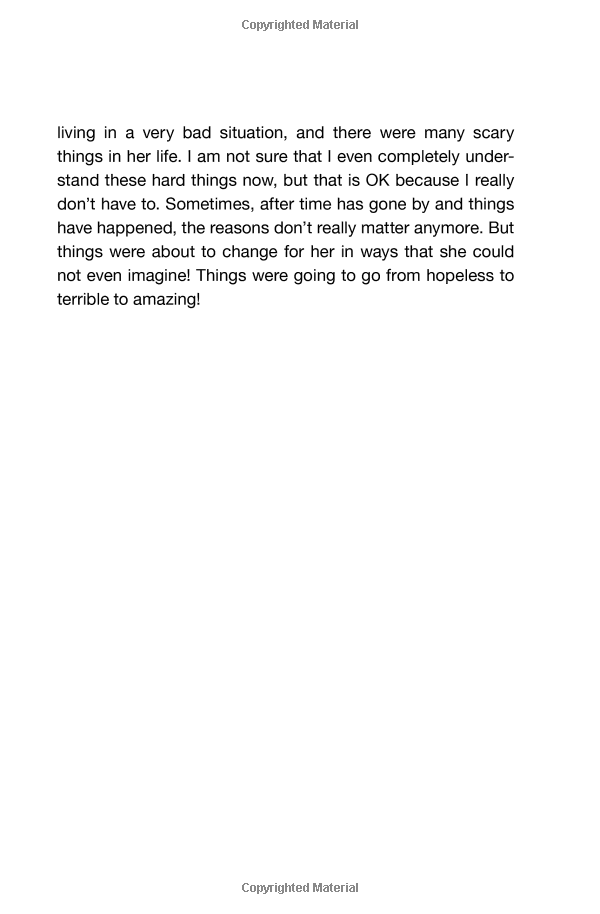 Copyrighted Material
living in a very bad situation, and there were many scary
things in her life. I am not sure that I even completely under-
stand these hard things now, but that is OK because I really
don’t have to. Sometimes, after time has gone by and things
have happened, the reasons don’t really matter anymore. But
things were about to change for her in ways that she could
not even imagine! Things were going to go from hopeless to
terrible to amazing!
Copyrighted Material